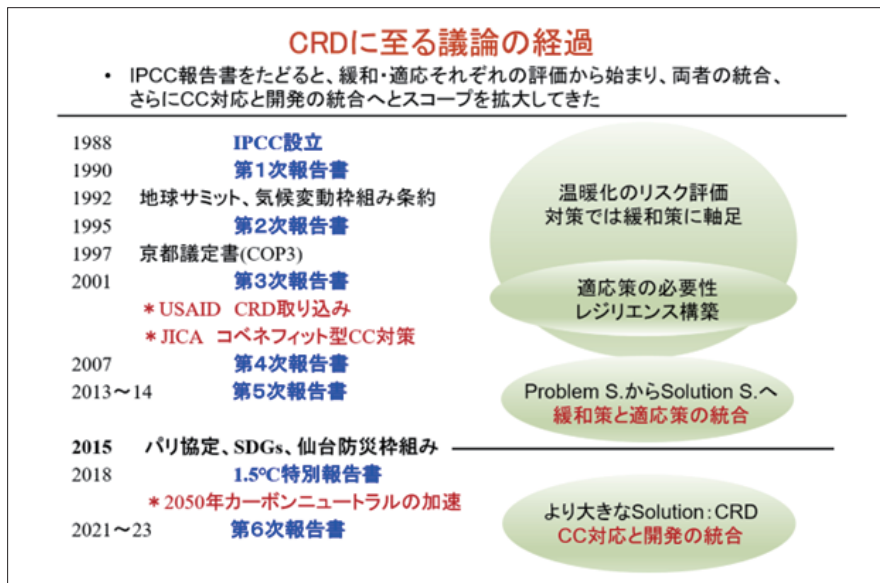 CRDに至る議論の経過
• IPCC報告書をたどると、緩和・適応それぞれの評価から始まり、両者の統合、
さらにCC対応と開発の統合へとスコープを拡大してきた
1988 IPCC設立
1990 第1次報告書
1992 地球サミット、気候変動枠組み条約
1995 第2次報告書
1997 京都議定書(COP3)
2001 第3次報告書
＊USAID CRD取り込み
＊JICA コベネフィット型CC対策
2007 第4次報告書
2013～14 第5次報告書
2015 パリ協定、SDGs、仙台防災枠組み
2018 1.5℃特別報告書
＊2050年カーボンニュートラルの加速
2021～23 第6次報告書
温暖化のリスク評価
対策では緩和策に軸足
適応策の必要性
レジリエンス構築
Problem S.からSolution S.へ
緩和策と適応策の統合
より大きなSolution：CRD
CC対応と開発の統合